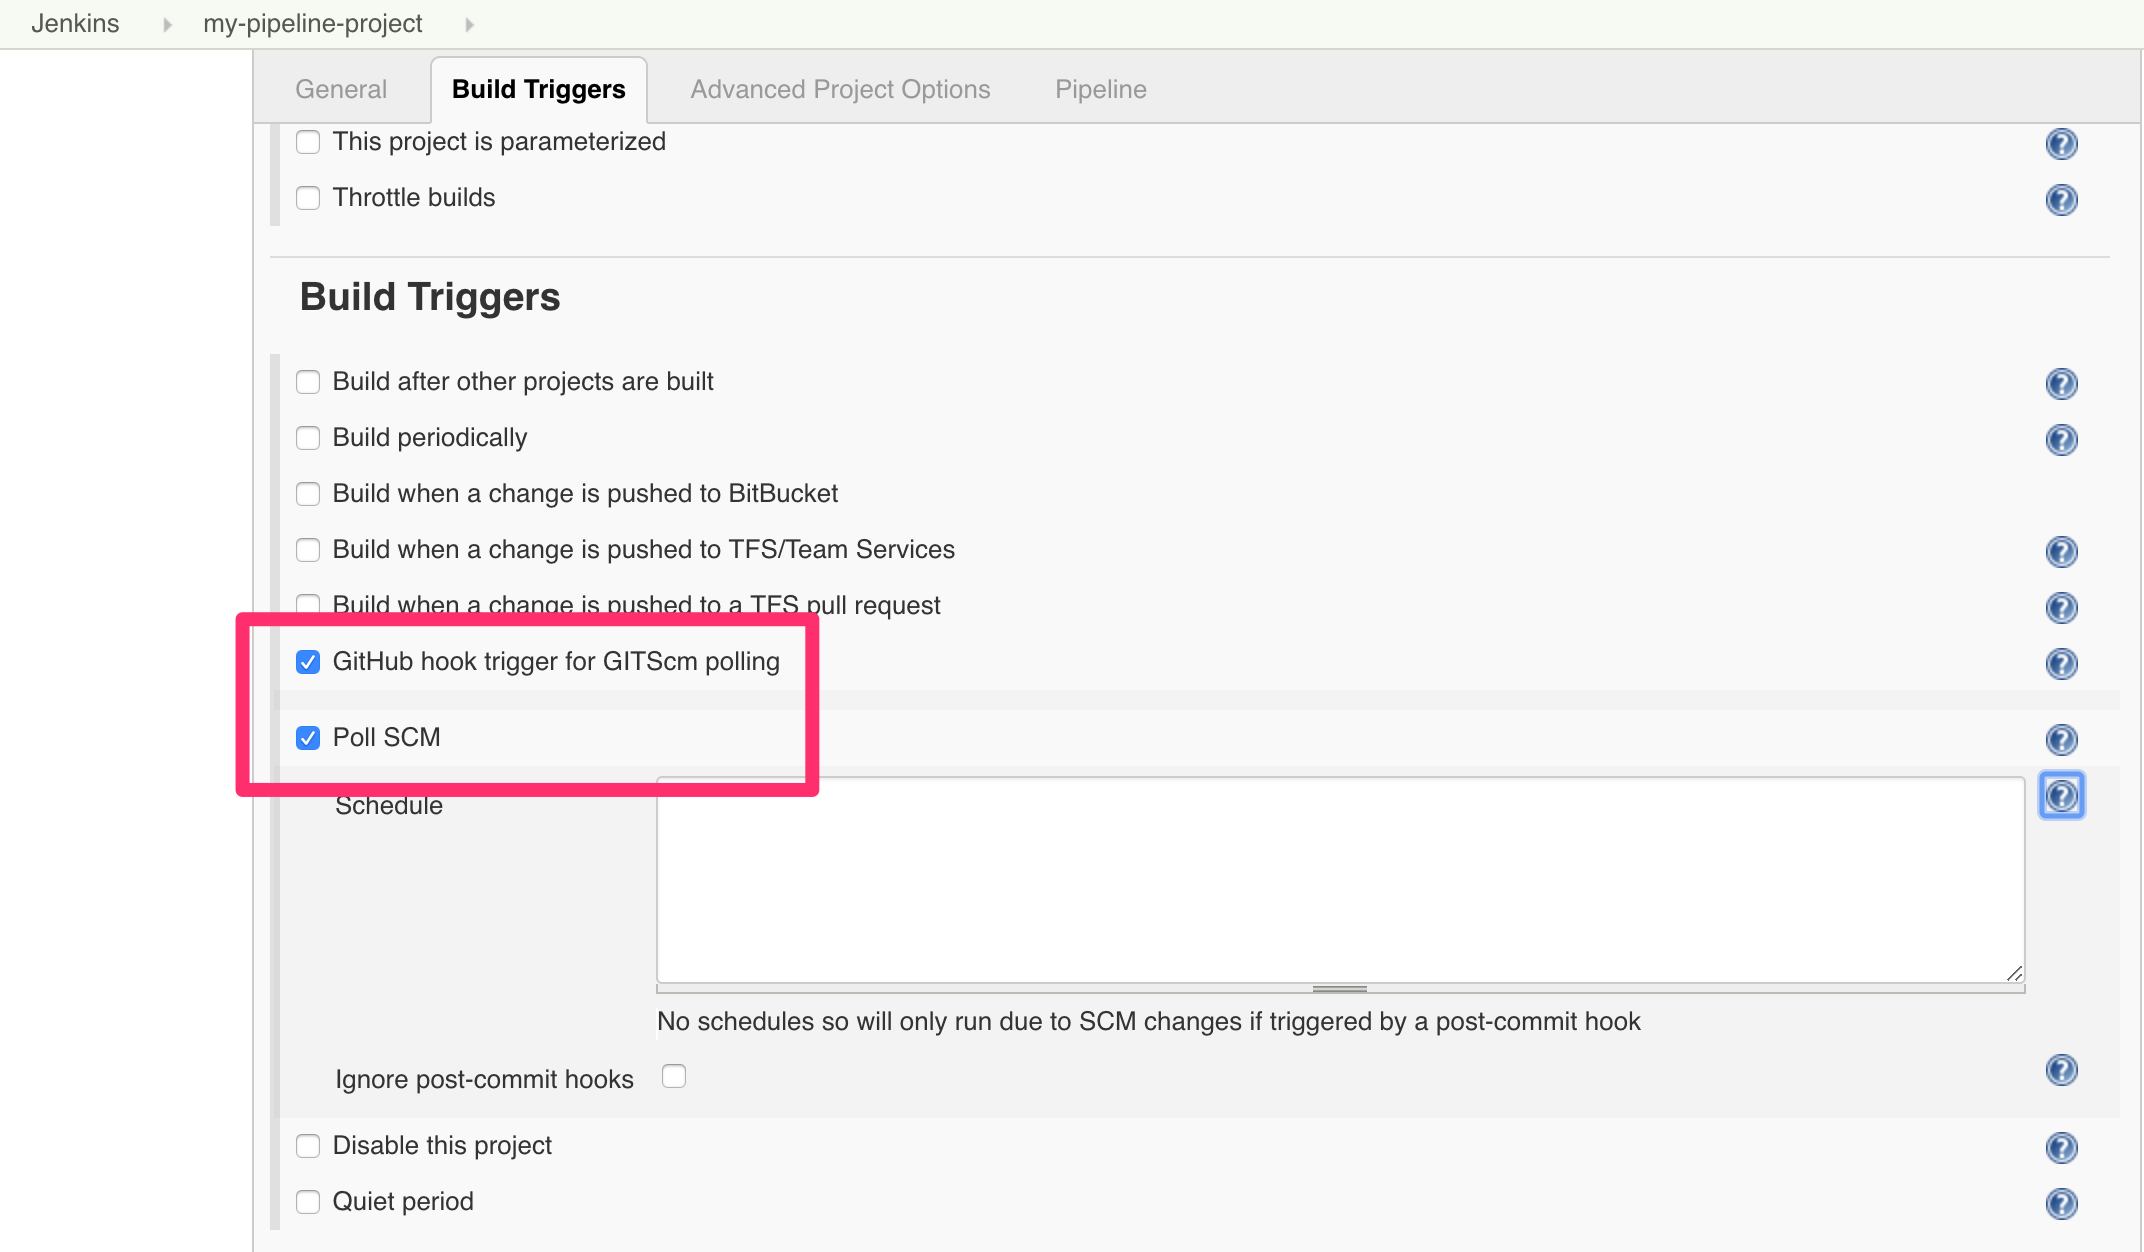 Jenkins my-pipeline-project
General Build Triggers Advanced Project Options Pipeline
This project is parameterized ?
Throttle builds ?
Build Triggers
Build after other projects are built ?
Build periodically ?
Build when a change is pushed to BitBucket
Build when a change is pushed to TFS/Team Services ?
Build when a change is pushed to a TFS pull request ?
GitHub hook trigger for GITScm polling ?
Poll SCM ?
Schedule ?
No schedules so will only run due to SCM changes if triggered by a post-commit hook
Ignore post-commit hooks ?
Disable this project ?
Quiet period ?